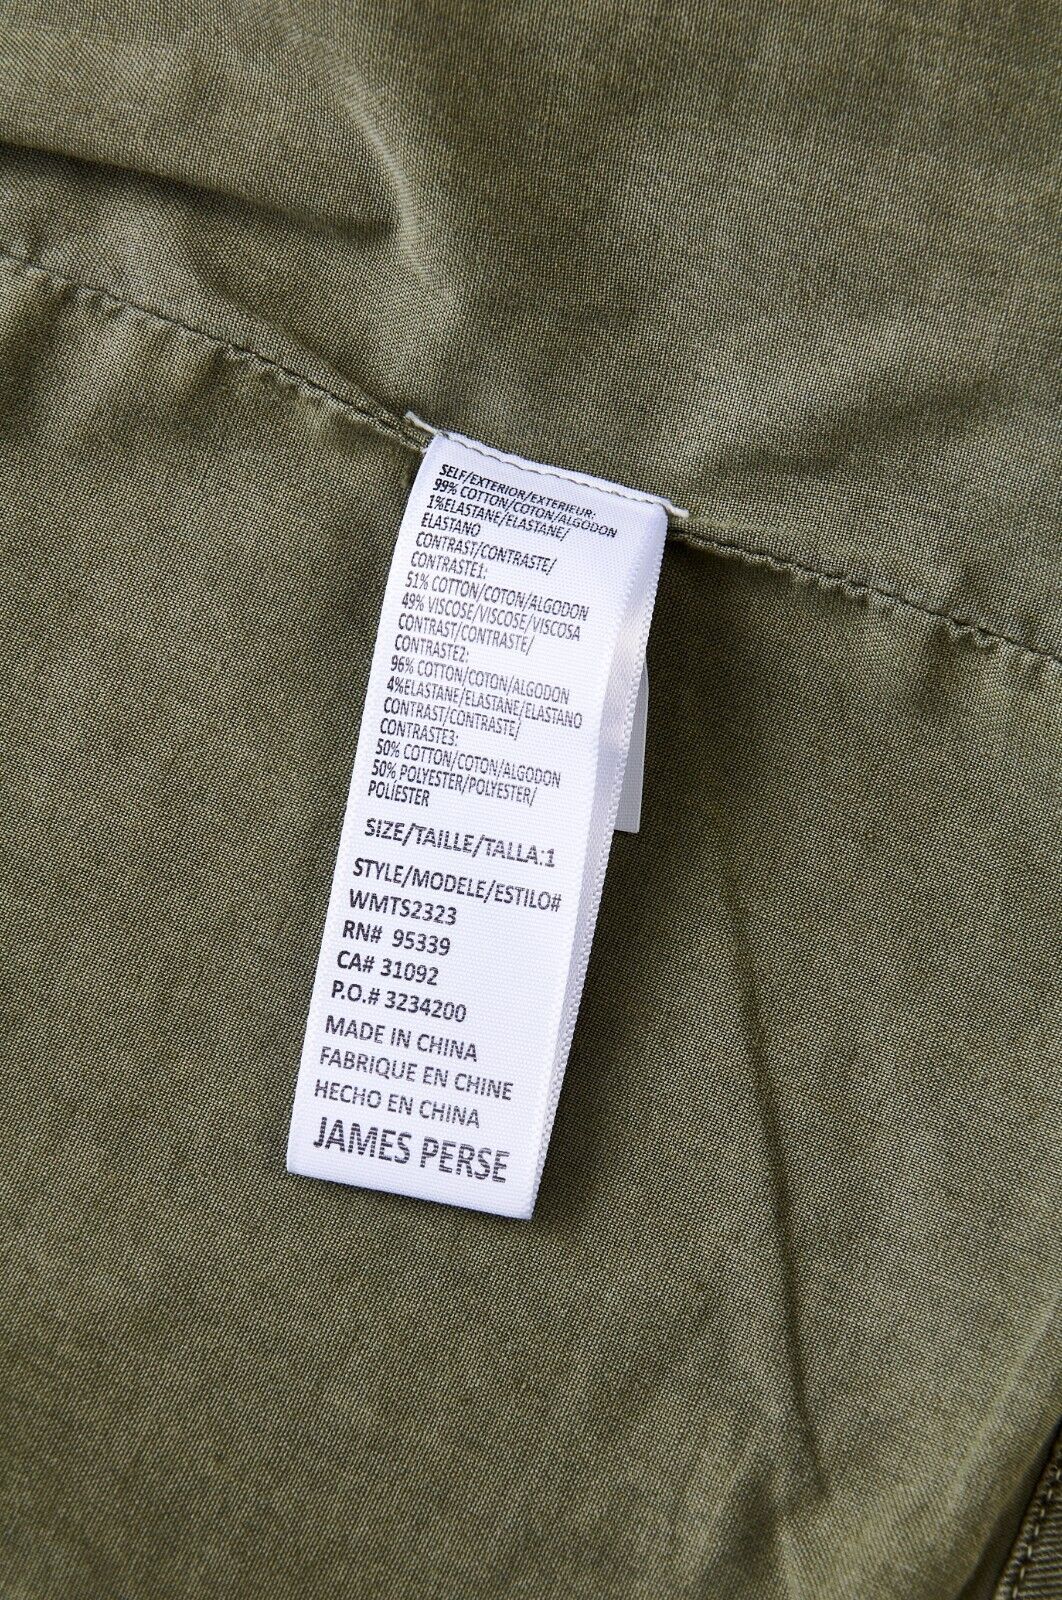 SELF/EXTERIOR/EXTERIEUR:
99% COTTON/COTON/ALGODON
1%ELASTANE/ELASTANE/
ELASTANO
CONTRAST/CONTRASTE/
CONTRASTE1:
51% COTTON/COTON/ALGODON
49% VISCOSE/VISCOSE/VISCOSA
CONTRAST/CONTRASTE/
CONTRASTE2:
96% COTTON/COTON/ALGODON
4%ELASTANE/ELASTANE/ELASTANO
CONTRAST/CONTRASTE/
CONTRASTE3:
50% COTTON/COTON/ALGODON
50% POLYESTER/POLYESTER/
POLÍESTER
SIZE/TAILLE/TALLA:1
STYLE/MODELE/ESTILO#
WMTS2323
RN# 95339
CA# 31092
P.O.# 3234200
MADE IN CHINA
FABRIQUE EN CHINE
HECHO EN CHINA
JAMES PERSE